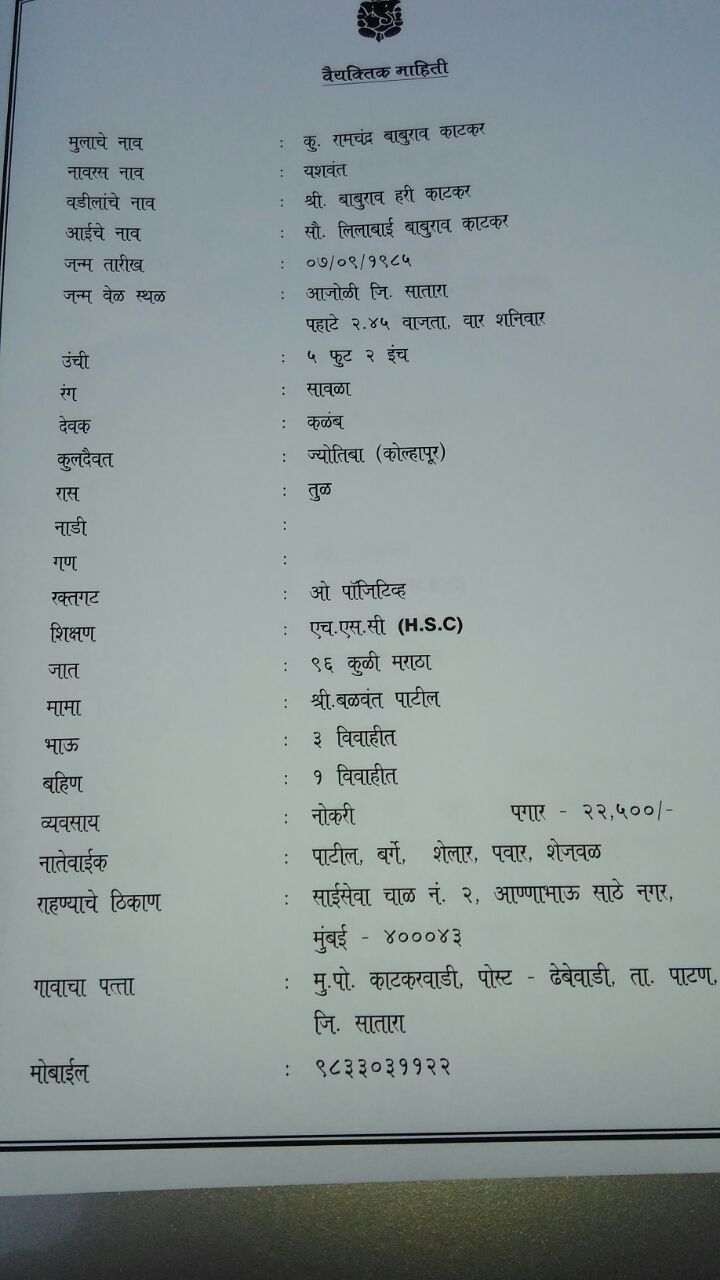 वैयक्तिक माहिती
मुलाचे नाव : कु. रामचंद्र बाबुराव काटकर
नावरस नाव : यशवंत
वडीलांचे नाव : श्री. बाबुराव हरी काटकर
आईचे नाव : सौ. लिलाबाई बाबुराव काटकर
जन्म तारीख : ०७/०९/१९८५
जन्म वेळ स्थळ : आजोळी जि. सातारा
पहाटे २.४५ वाजता, वार शनिवार
उंची : ५ फुट २ इंच
रंग : सावळा
देवक : कळंब
कुलदैवत : ज्योतिबा (कोल्हापूर)
रास : तुळ
नाडी :
गण :
रक्तगट : ओ पॉजिटिव्ह
शिक्षण : एच.एस.सी (H.S.C)
जात : ९६ कुळी मराठा
मामा : श्री.बळवंत पाटील
भाऊ : ३ विवाहीत
बहिण : १ विवाहीत
व्यवसाय : नोकरी पगार - २२,५००/-
नातेवाईक : पाटील, बर्गे, शेलार, पवार, शेजवळ
राहण्याचे ठिकाण : साईसेवा चाळ नं. २, आण्णाभाऊ साठे नगर,
मुंबई - ४०००४३
गावाचा पत्ता : मु.पो. काटकरवाडी, पोस्ट - ढेबेवाडी, ता. पाटण,
जि. सातारा
मोबाईल : ९८३३०३११२२